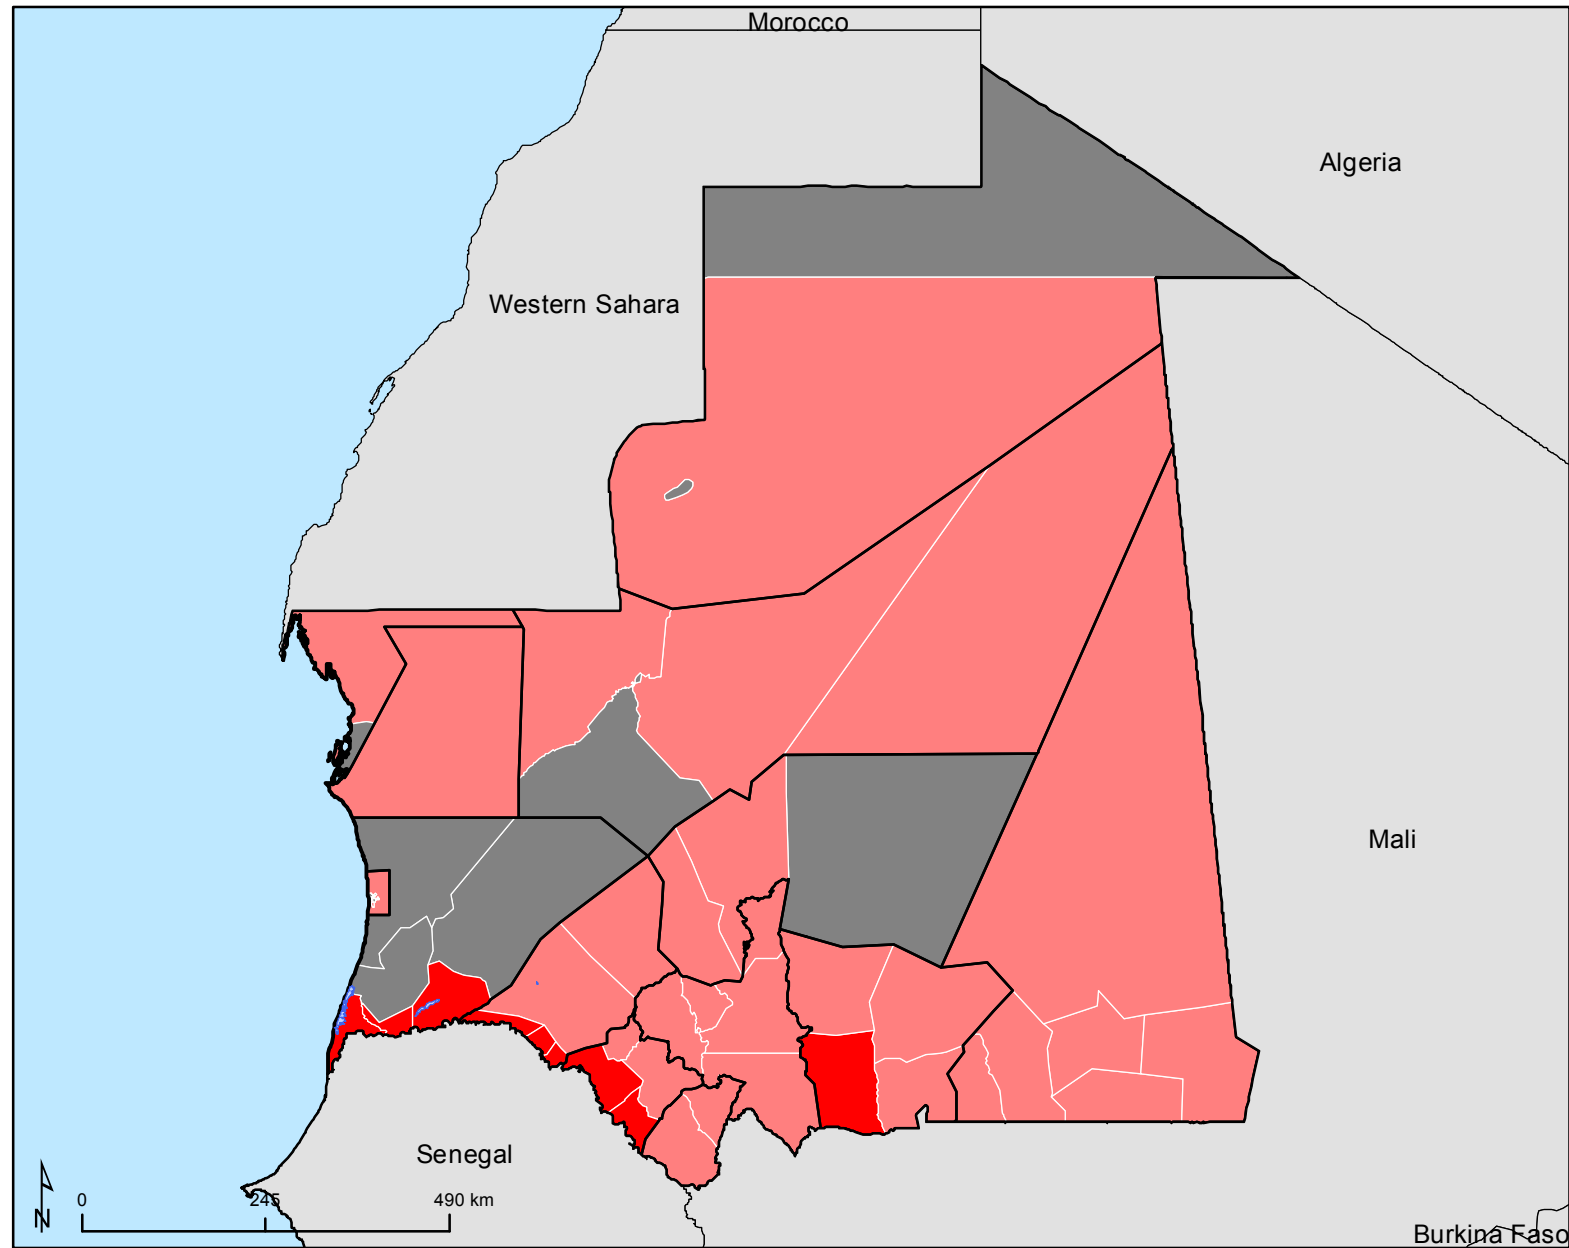 Morocco
Algeria
Western Sahara
Mali
Senegal
0 245 490 km
N
Burkina Faso